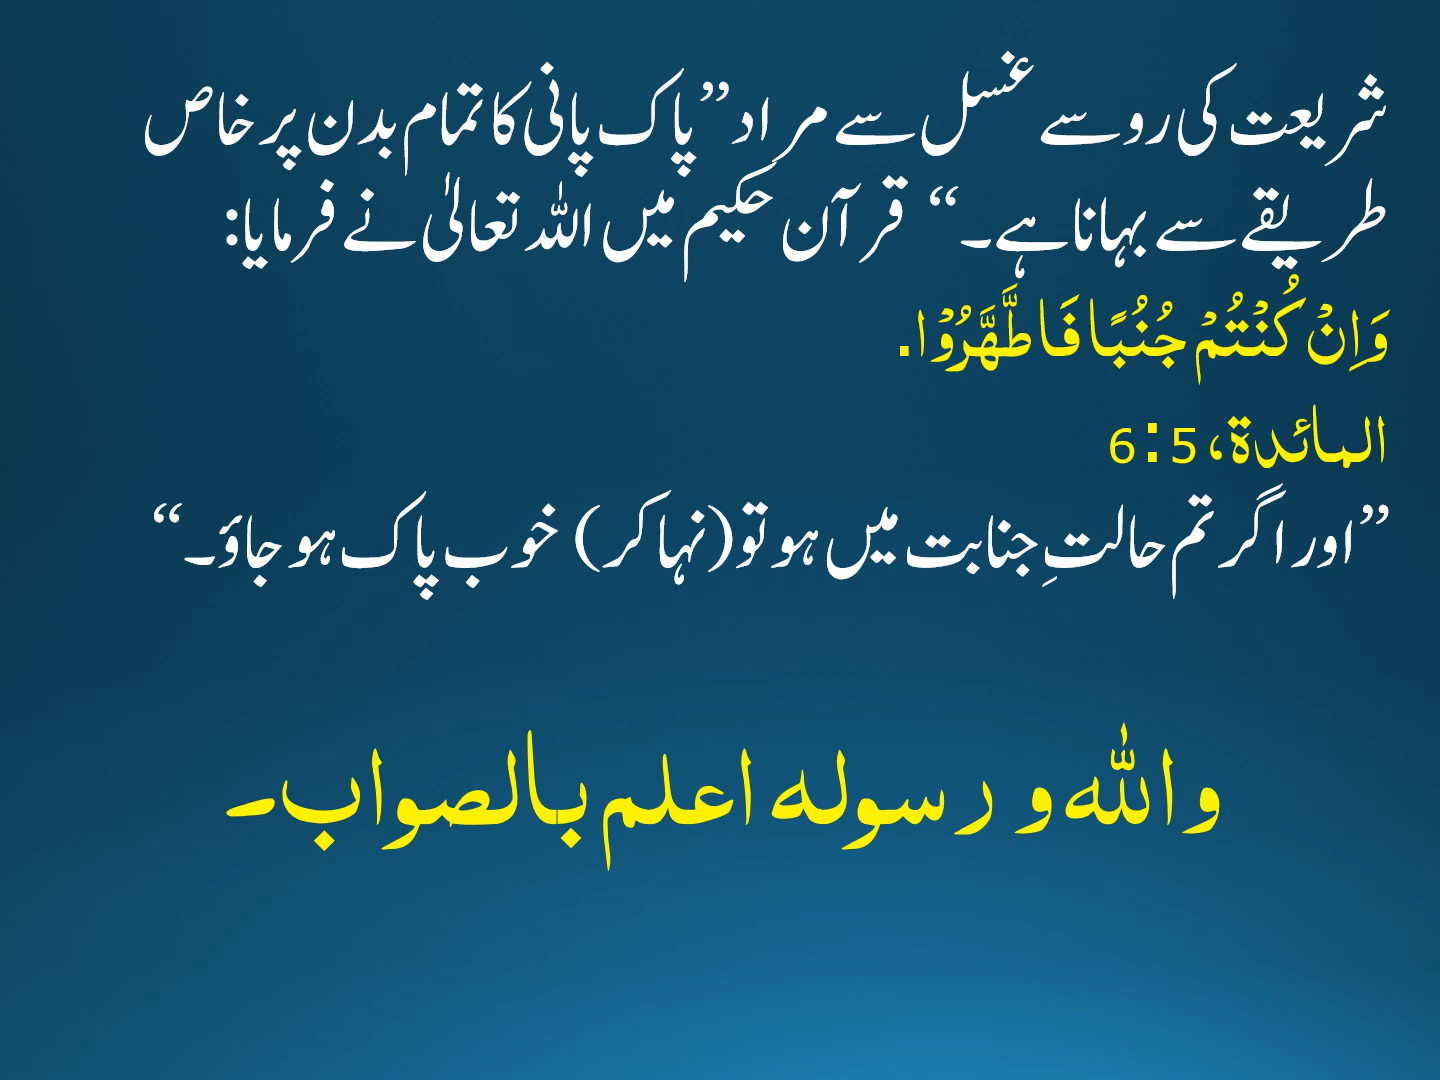 شریعت کی رو سے غسل سے مراد ”پاک پانی کا تمام بدن پر خاص
طریقے سے بہانا ہے۔“ قرآن حکیم میں اللہ تعالیٰ نے فرمایا:
وَاِنْ كُنْتُمْ جُنُبًا فَاطَّهَّرُوْا.
المائدة، 5 : 6
”اور اگر تم حالتِ جنابت میں ہو تو (نہا کر) خوب پاک ہو جاؤ۔“
واللہ و رسولہ اعلم بالصواب۔